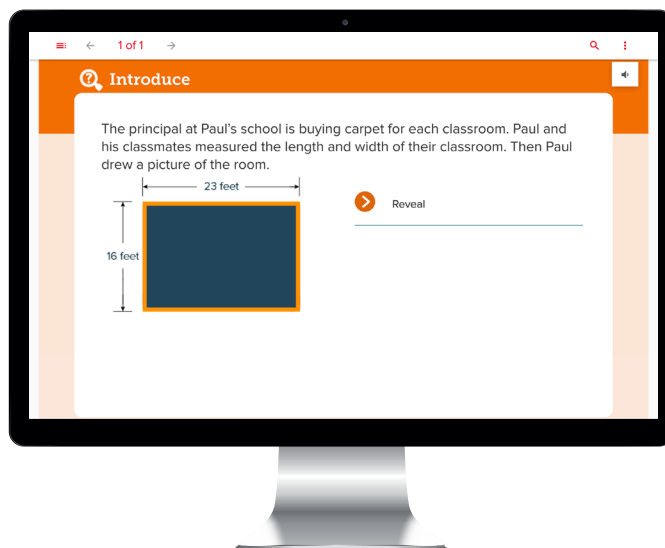 1 of 1
Introduce
The principal at Paul’s school is buying carpet for each classroom. Paul and
his classmates measured the length and width of their classroom. Then Paul
drew a picture of the room.
23 feet
16 feet
Reveal